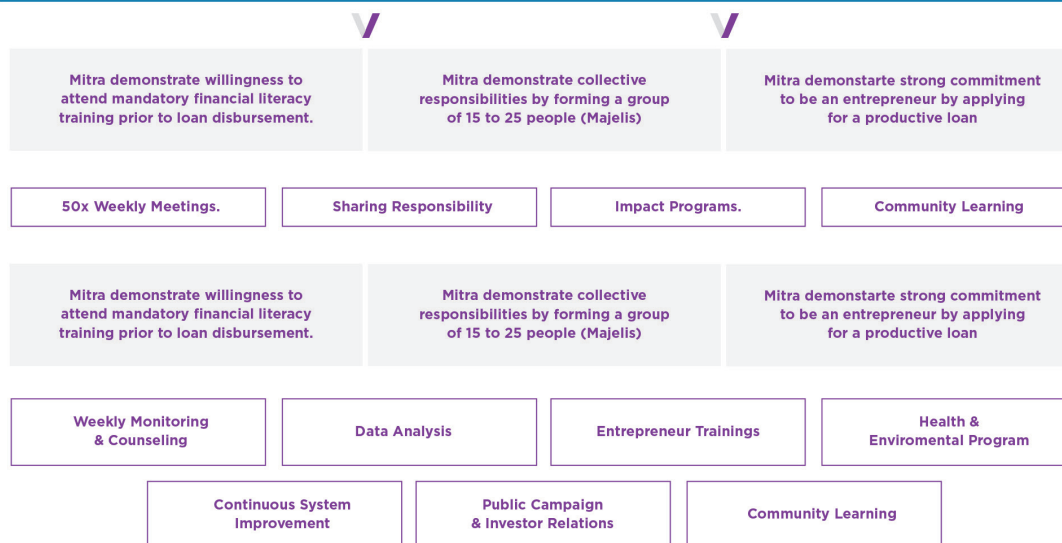 Mitra demonstrate willingness to
attend mandatory financial literacy
training prior to loan disbursement.
Mitra demonstrate collective
responsibilities by forming a group
of 15 to 25 people (Majelis)
Mitra demonstarte strong commitment
to be an entrepreneur by applying
for a productive loan
50x Weekly Meetings.
Sharing Responsibility
Impact Programs.
Community Learning
Mitra demonstrate willingness to
attend mandatory financial literacy
training prior to loan disbursement.
Mitra demonstrate collective
responsibilities by forming a group
of 15 to 25 people (Majelis)
Mitra demonstarte strong commitment
to be an entrepreneur by applying
for a productive loan
Weekly Monitoring
& Counseling
Data Analysis
Entrepreneur Trainings
Health &
Enviromental Program
Continuous System
Improvement
Public Campaign
& Investor Relations
Community Learning